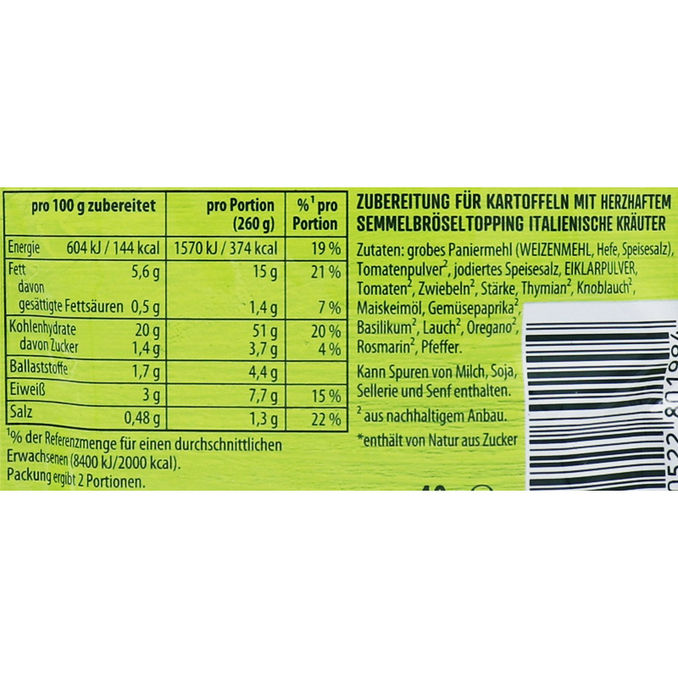 pro 100 g zubereitet pro Portion (260 g) %¹ pro Portion
Energie 604 kJ / 144 kcal 1570 kJ / 374 kcal 19 %
Fett 5,6 g 15 g 21 %
davon
gesättigte Fettsäuren 0,5 g 1,4 g 7 %
Kohlenhydrate 20 g 51 g 20 %
davon Zucker 1,4 g 3,7 g 4 %
Ballaststoffe 1,7 g 4,4 g
Eiweiß 3 g 7,7 g 15 %
Salz 0,48 g 1,3 g 22 %
¹% der Referenzmenge für einen durchschnittlichen
Erwachsenen (8400 kJ/2000 kcal).
Packung ergibt 2 Portionen.
ZUBEREITUNG FÜR KARTOFFELN MIT HERZHAFTEM
SEMMELBRÖSELTOPPING ITALIENISCHE KRÄUTER
Zutaten: grobes Paniermehl (WEIZENMEHL, Hefe, Speisesalz),
Tomatenpulver², jodiertes Speisesalz, EIKLARPULVER,
Tomaten², Zwiebeln², Stärke, Thymian², Knoblauch²,
Maiskeimöl, Gemüsepaprika²,
Basilikum², Lauch², Oregano²,
Rosmarin², Pfeffer.
Kann Spuren von Milch, Soja,
Sellerie und Senf enthalten.
² aus nachhaltigem Anbau.
*enthält von Natur aus Zucker